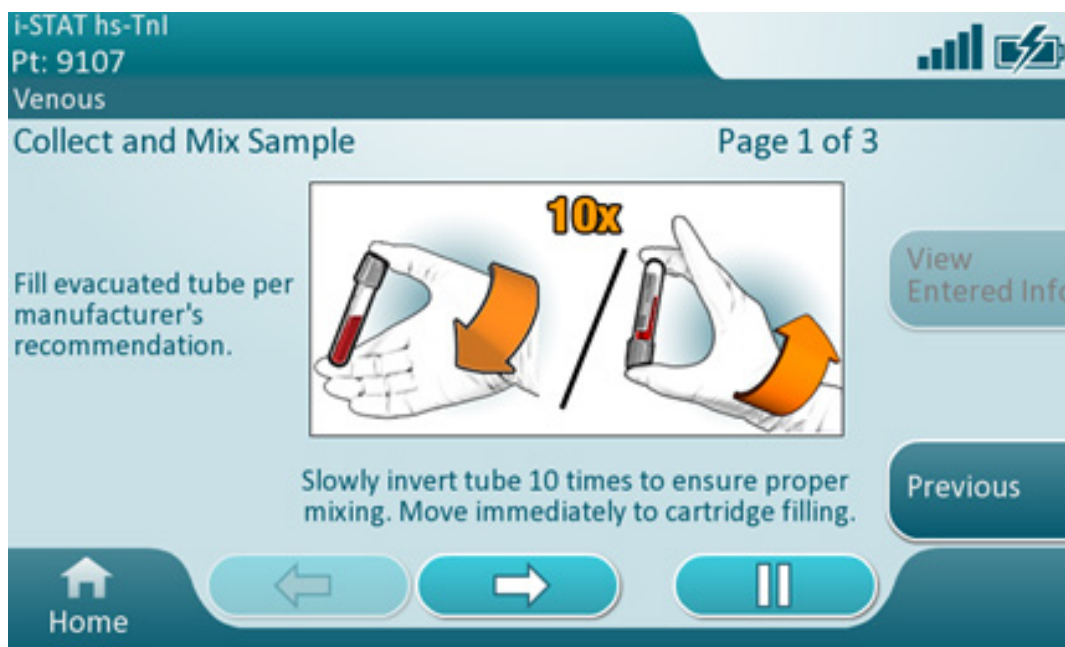 i-STAT hs-TnI
Pt: 9107
Venous
Collect and Mix Sample
Page 1 of 3
10x
Fill evacuated tube per
manufacturer's
recommendation.
View
Entered Info
Slowly invert tube 10 times to ensure proper
mixing. Move immediately to cartridge filling.
Previous
Home